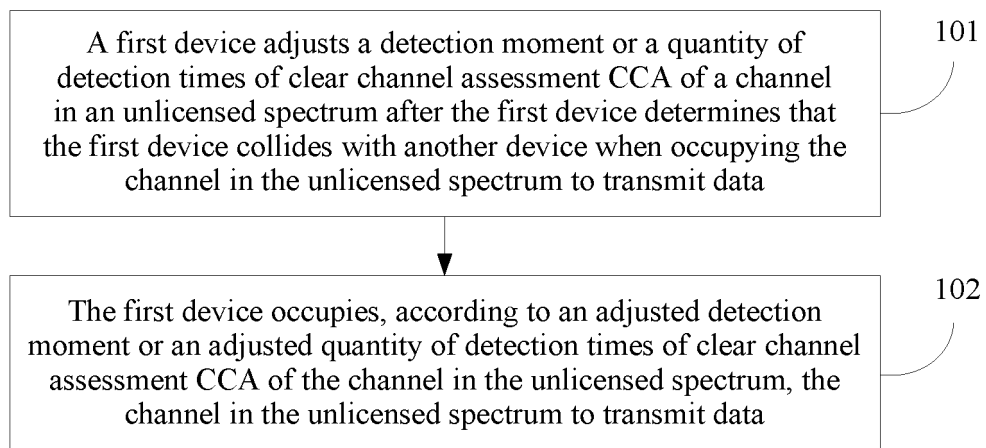 A first device adjusts a detection moment or a quantity of
detection times of clear channel assessment CCA of a channel
in an unlicensed spectrum after the first device determines that
the first device collides with another device when occupying the
channel in the unlicensed spectrum to transmit data
101
The first device occupies, according to an adjusted detection
moment or an adjusted quantity of detection times of clear channel
assessment CCA of the channel in the unlicensed spectrum, the
channel in the unlicensed spectrum to transmit data
102